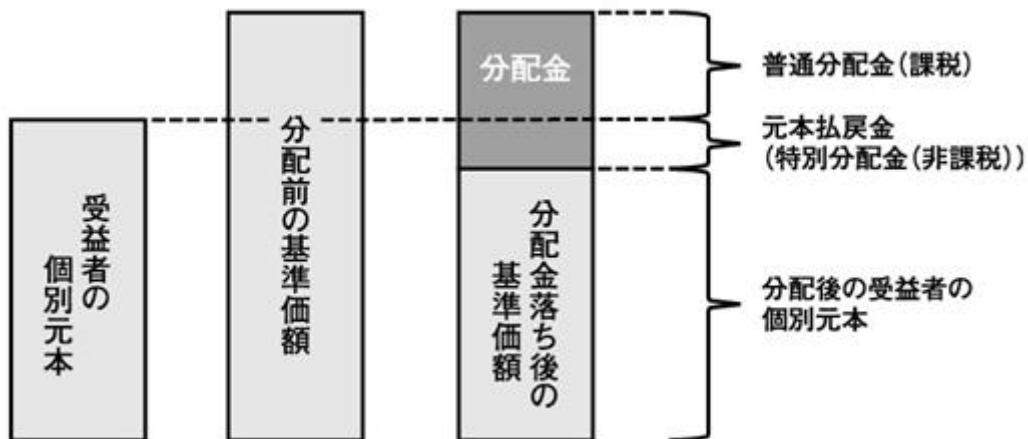 受益者の
個別元本
分配前の基準価額
分配金
分配金落ち後の
基準価額
普通分配金(課税)
元本払戻金
(特別分配金(非課税))
分配後の受益者の
個別元本